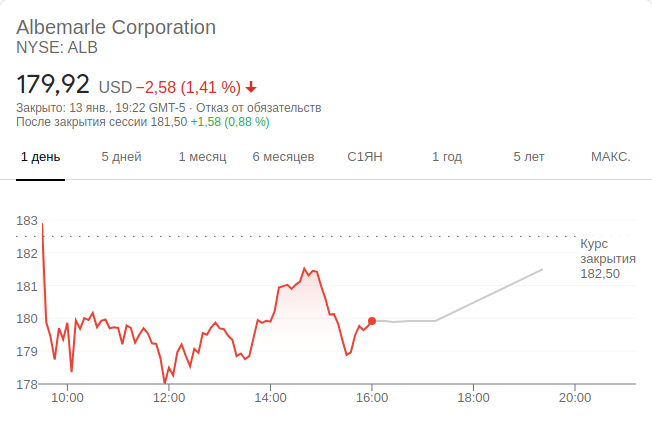 Albemarle Corporation
NYSE: ALB
179,92 USD −2,58 (1,41 %)
Закрыто: 13 янв., 19:22 GMT-5 · Отказ от обязательств
После закрытия сессии 181,50 +1,58 (0,88 %)
1 день 5 дней 1 месяц 6 месяцев С1ЯН 1 год 5 лет МАКС.
183
182
181
180
179
178
Курс
закрытия
182,50
10:00 12:00 14:00 16:00 18:00 20:00